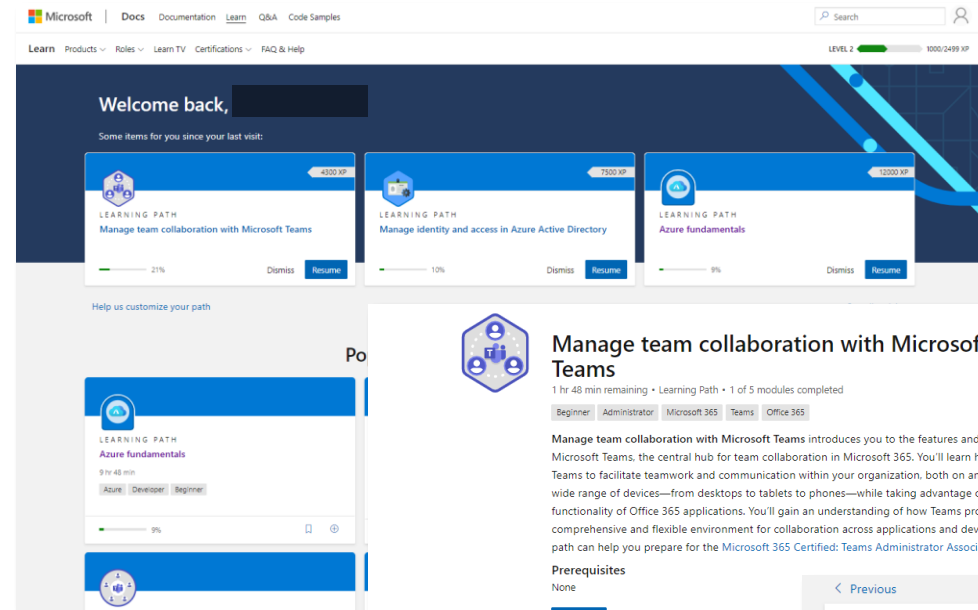 Microsoft | Docs Documentation Learn Q&A Code Samples Search
Learn Products Roles Learn TV Certifications FAQ & Help LEVEL 2 1000/2499 XP
Welcome back,
Some items for you since your last visit:
4300 XP
LEARNING PATH
Manage team collaboration with Microsoft Teams
21% Dismiss Resume
7500 XP
LEARNING PATH
Manage identity and access in Azure Active Directory
10% Dismiss Resume
12000 XP
LEARNING PATH
Azure fundamentals
9% Dismiss Resume
Help us customize your path
Po
LEARNING PATH
Azure fundamentals
9 hr 48 min
Azure Developer Beginner
9%
Manage team collaboration with Microsof
Teams
1 hr 48 min remaining • Learning Path • 1 of 5 modules completed
Beginner Administrator Microsoft 365 Teams Office 365
Manage team collaboration with Microsoft Teams introduces you to the features and
Microsoft Teams, the central hub for team collaboration in Microsoft 365. You'll learn h
Teams to facilitate teamwork and communication within your organization, both on an
wide range of devices—from desktops to tablets to phones—while taking advantage o
functionality of Office 365 applications. You'll gain an understanding of how Teams pro
comprehensive and flexible environment for collaboration across applications and dev
path can help you prepare for the Microsoft 365 Certified: Teams Administrator Associ
Prerequisites
None
Previous